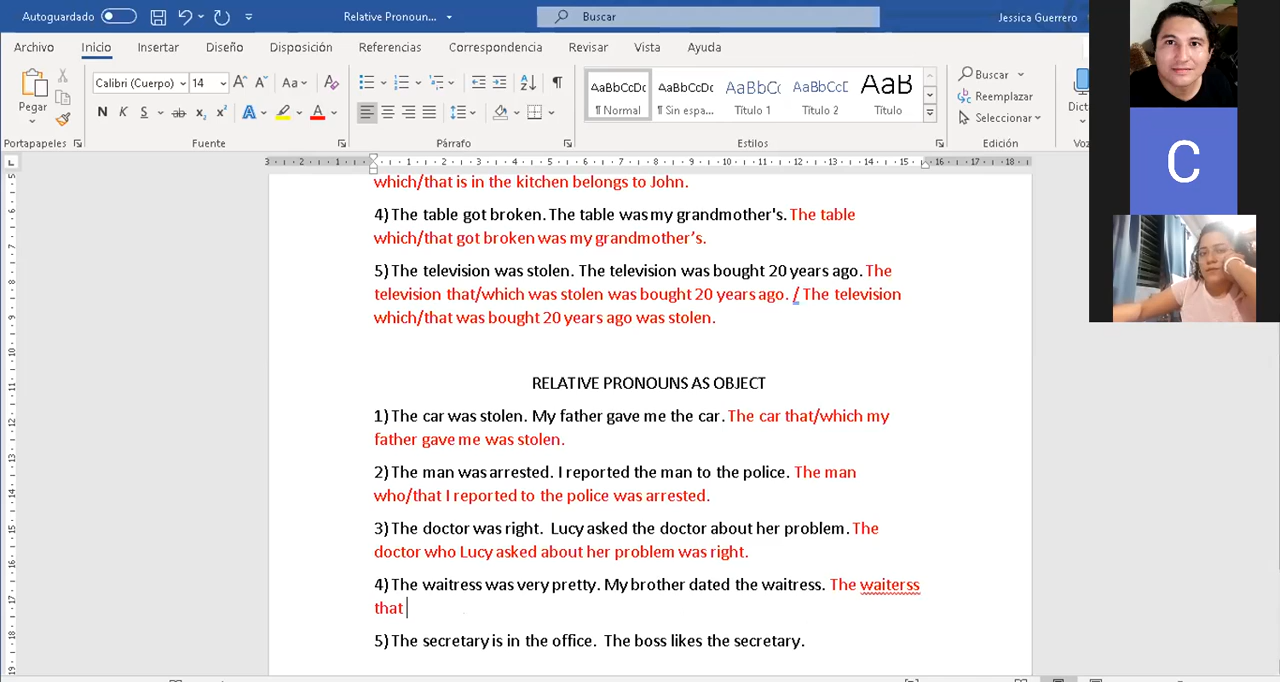 Autoguardado
Relative Pronoun...
Buscar
Jessica Guerrero
Archivo Inicio Insertar Diseño Disposición Referencias Correspondencia Revisar Vista Ayuda
Pegar
Calibri (Cuerpo) 14
N K S ab x₂ x²
AaBbCcDc AaBbCcDc AaBbC AaBbCcD AaB
¶ Normal ¶ Sin espa... Título 1 Título 2 Título
Buscar
Reemplazar
Seleccionar
Dict
Portapapeles Fuente Párrafo Estilos Edición Voz
C
which/that is in the kitchen belongs to John.
4) The table got broken. The table was my grandmother's. The table
which/that got broken was my grandmother’s.
5) The television was stolen. The television was bought 20 years ago. The
television that/which was stolen was bought 20 years ago. / The television
which/that was bought 20 years ago was stolen.
RELATIVE PRONOUNS AS OBJECT
1) The car was stolen. My father gave me the car. The car that/which my
father gave me was stolen.
2) The man was arrested. I reported the man to the police. The man
who/that I reported to the police was arrested.
3) The doctor was right. Lucy asked the doctor about her problem. The
doctor who Lucy asked about her problem was right.
4) The waitress was very pretty. My brother dated the waitress. The waiterss
that
5) The secretary is in the office. The boss likes the secretary.